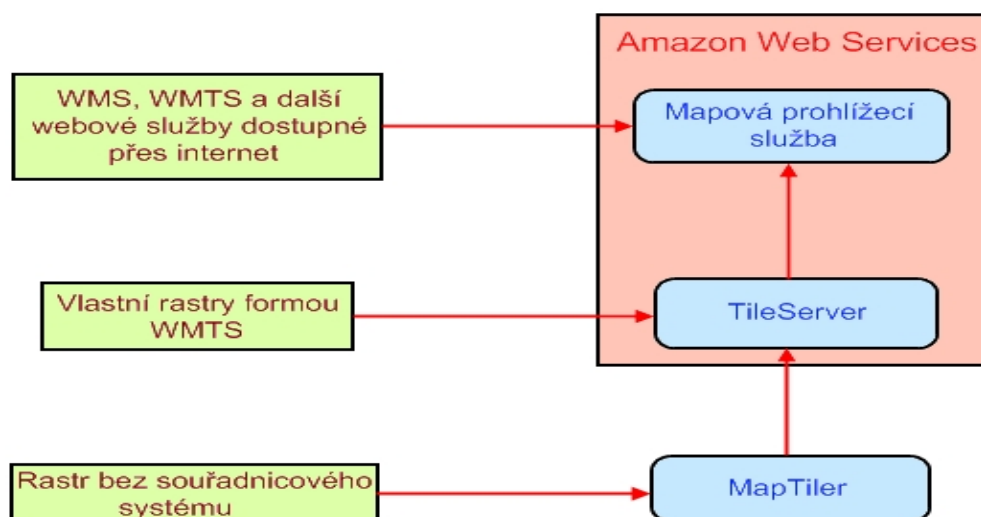 Amazon Web Services
WMS, WMTS a další
webové služby dostupné
přes internet
Mapová prohlížecí
služba
Vlastní rastry formou
WMTS
TileServer
Rastr bez souřadnicového
systému
MapTiler